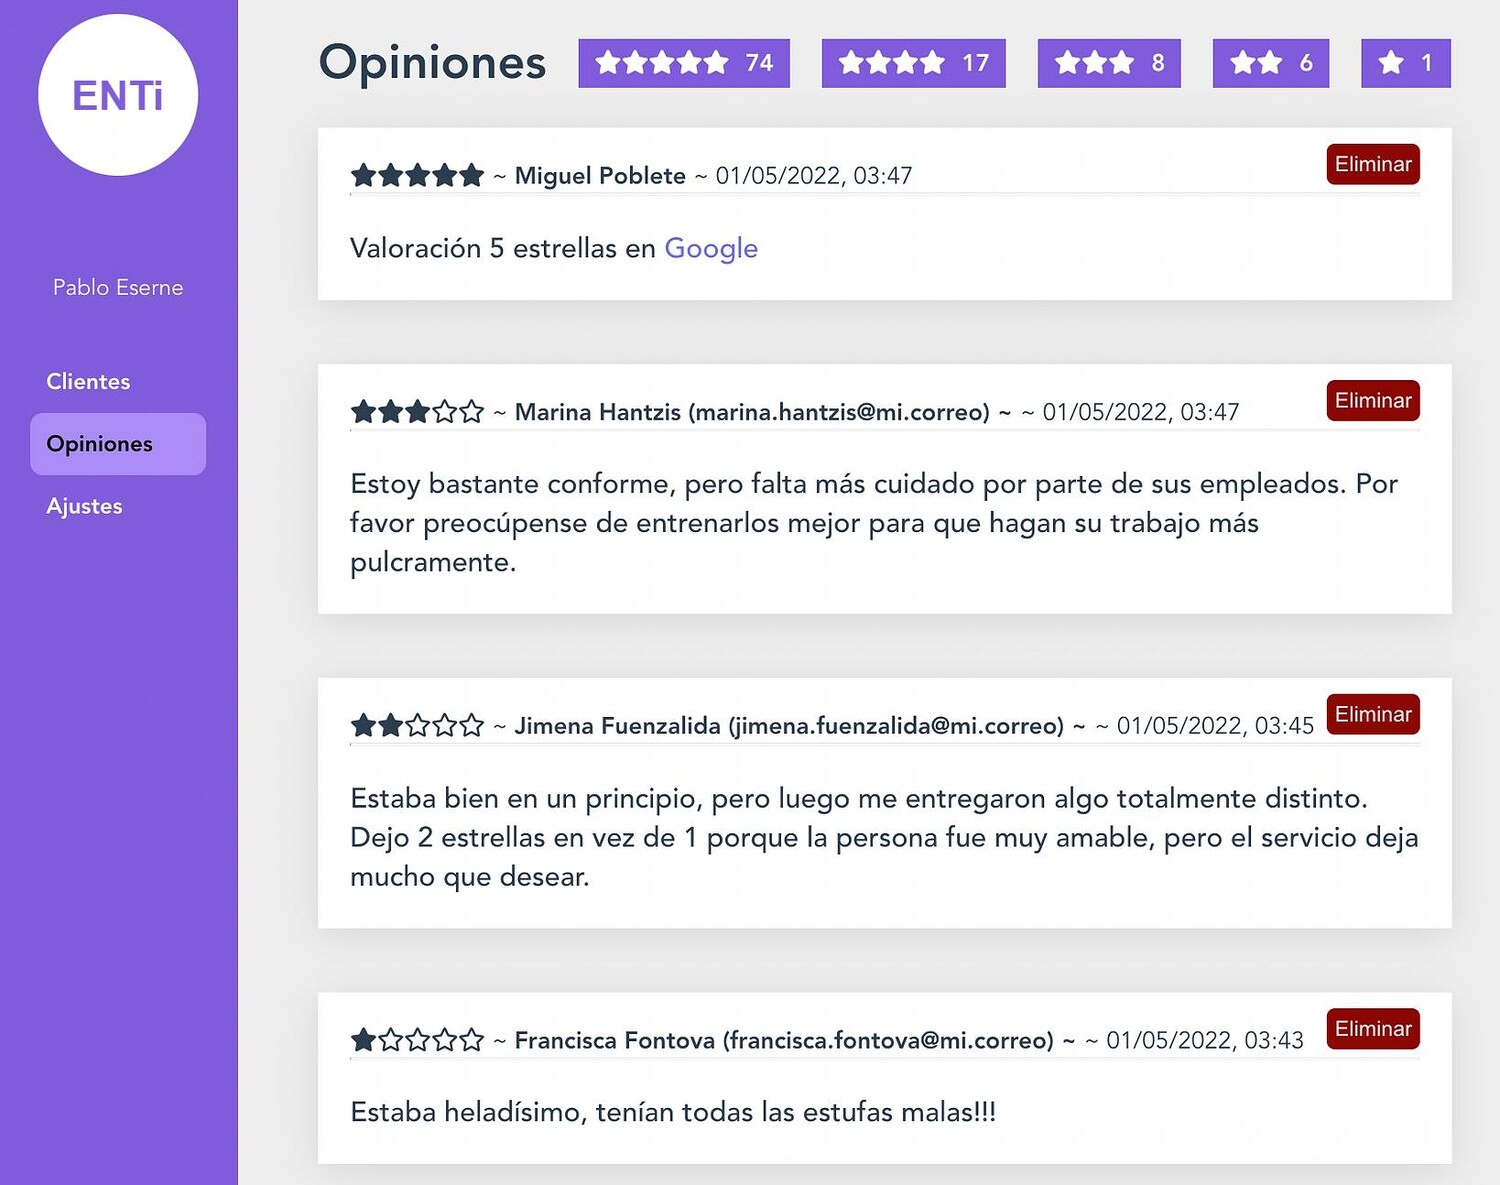 ENTi
Pablo Eserne
Clientes
Opiniones
Ajustes
Opiniones 74 17 8 6 1
~ Miguel Poblete ~ 01/05/2022, 03:47 Eliminar
Valoración 5 estrellas en Google
~ Marina Hantzis (marina.hantzis@mi.correo) ~ ~ 01/05/2022, 03:47 Eliminar
Estoy bastante conforme, pero falta más cuidado por parte de sus empleados. Por
favor preocúpense de entrenarlos mejor para que hagan su trabajo más
pulcramente.
~ Jimena Fuenzalida (jimena.fuenzalida@mi.correo) ~ ~ 01/05/2022, 03:45 Eliminar
Estaba bien en un principio, pero luego me entregaron algo totalmente distinto.
Dejo 2 estrellas en vez de 1 porque la persona fue muy amable, pero el servicio deja
mucho que desear.
~ Francisca Fontova (francisca.fontova@mi.correo) ~ ~ 01/05/2022, 03:43 Eliminar
Estaba heladísimo, tenían todas las estufas malas!!!